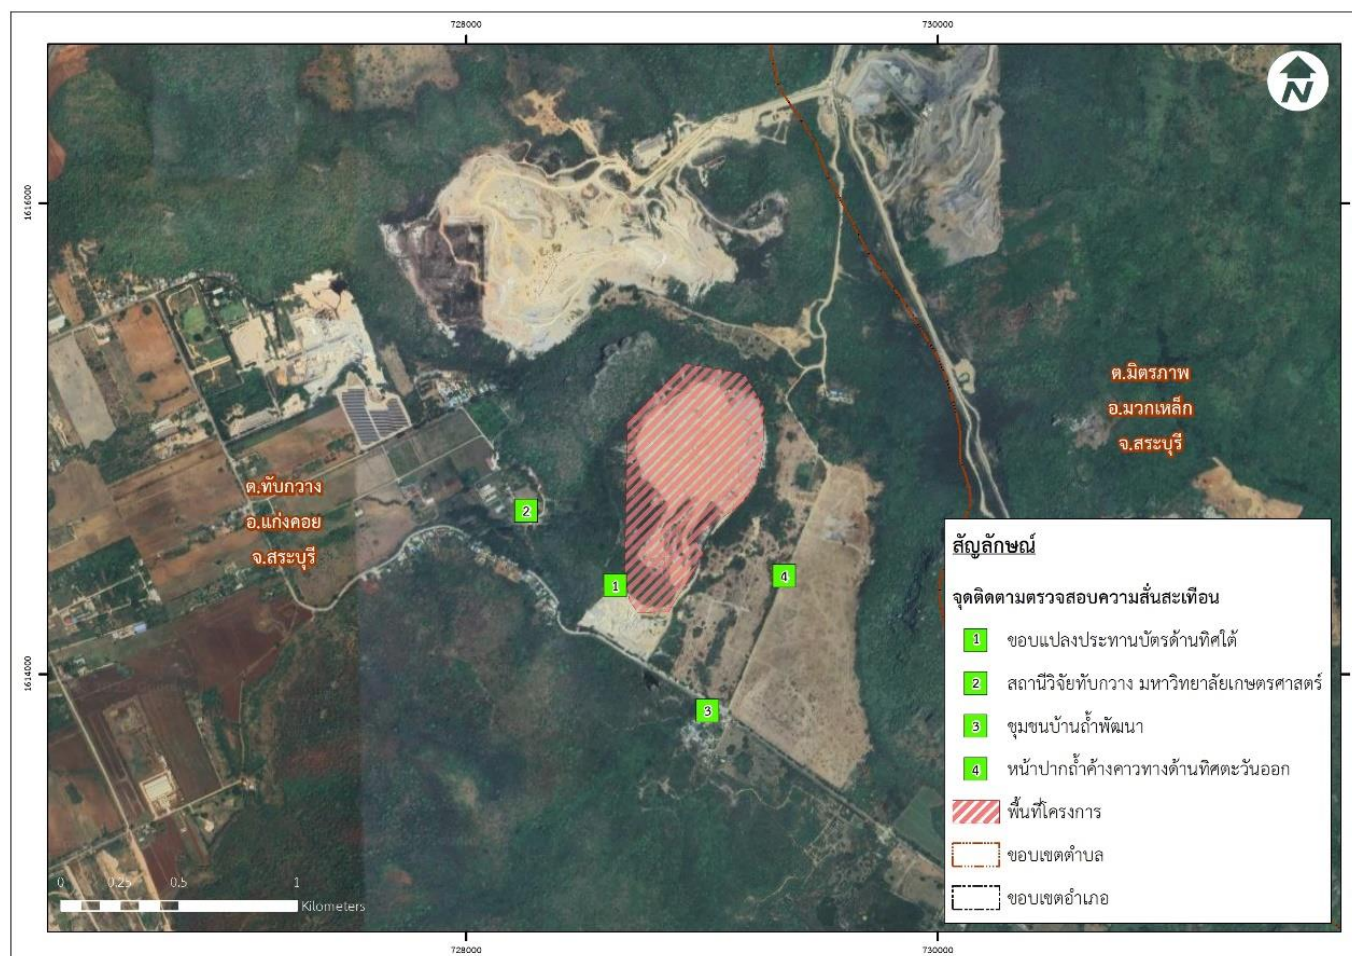 728000
730000
N
1616000
ต.มิตรภาพ
อ.มวกเหล็ก
จ.สระบุรี
ต.ทับกวาง
อ.แก่งคอย
จ.สระบุรี
2
1
4
3
1614000
สัญลักษณ์
จุดติดตามตรวจสอบความสั่นสะเทือน
1 ขอบแปลงประทานบัตรด้านทิศใต้
2 สถานีวิจัยทับกวาง มหาวิทยาลัยเกษตรศาสตร์
3 ชุมชนบ้านถ้ำพัฒนา
4 หน้าปากถ้ำค้างคาวทางด้านทิศตะวันออก
พื้นที่โครงการ
ขอบเขตตำบล
ขอบเขตอำเภอ
0 0.25 0.5 1
Kilometers
728000
730000